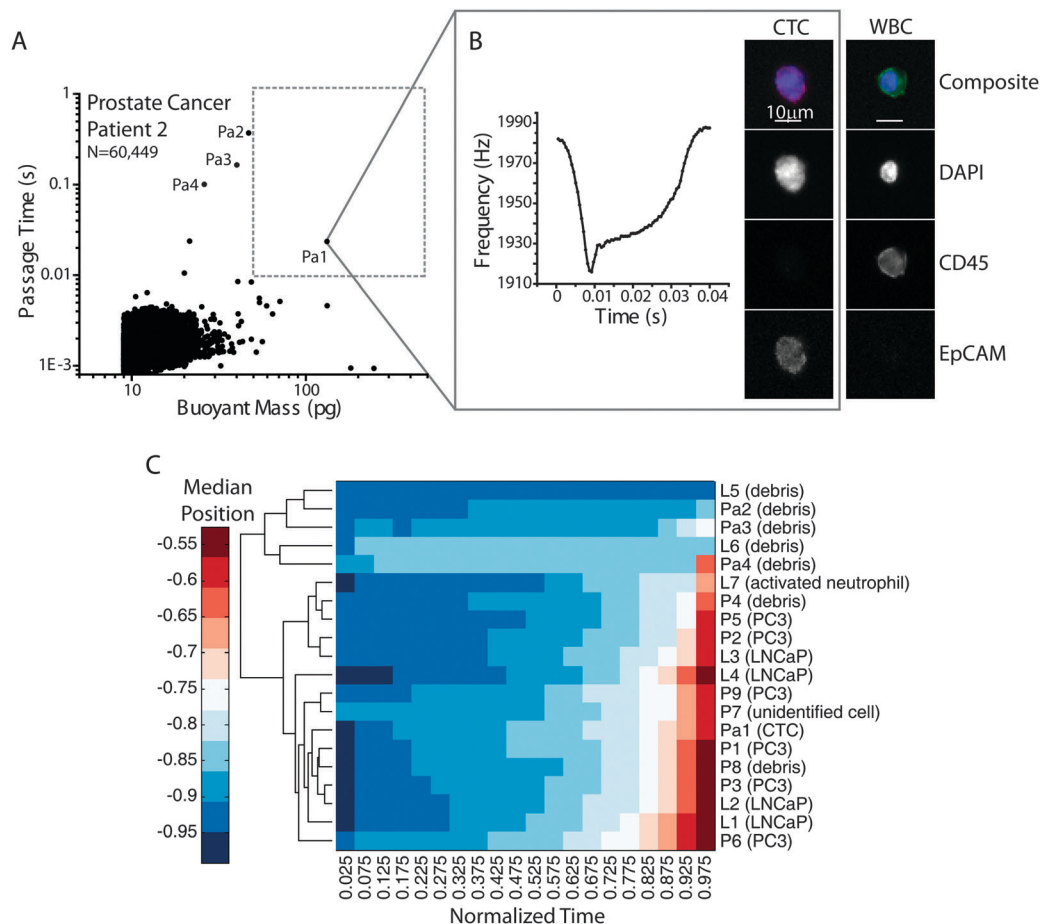 A
Prostate Cancer
Patient 2
N=60,449
Pa2
Pa3
Pa4
Pa1
1
0.1
0.01
1E-3
Passage Time (s)
10
100
Buoyant Mass (pg)
B
1990
1970
1950
1930
1910
Frequency (Hz)
0
0.01
0.02
0.03
0.04
Time (s)
CTC
WBC
10μm
Composite
DAPI
CD45
EpCAM
C
Median
Position
-0.55
-0.6
-0.65
-0.7
-0.75
-0.8
-0.85
-0.9
-0.95
L5 (debris)
Pa2 (debris)
Pa3 (debris)
L6 (debris)
Pa4 (debris)
L7 (activated neutrophil)
P4 (debris)
P5 (PC3)
P2 (PC3)
L3 (LNCaP)
L4 (LNCaP)
P9 (PC3)
P7 (unidentified cell)
Pa1 (CTC)
P1 (PC3)
P8 (debris)
P3 (PC3)
L2 (LNCaP)
L1 (LNCaP)
P6 (PC3)
0.025
0.075
0.125
0.175
0.225
0.275
0.325
0.375
0.425
0.475
0.525
0.575
0.625
0.675
0.725
0.775
0.825
0.875
0.925
0.975
Normalized Time